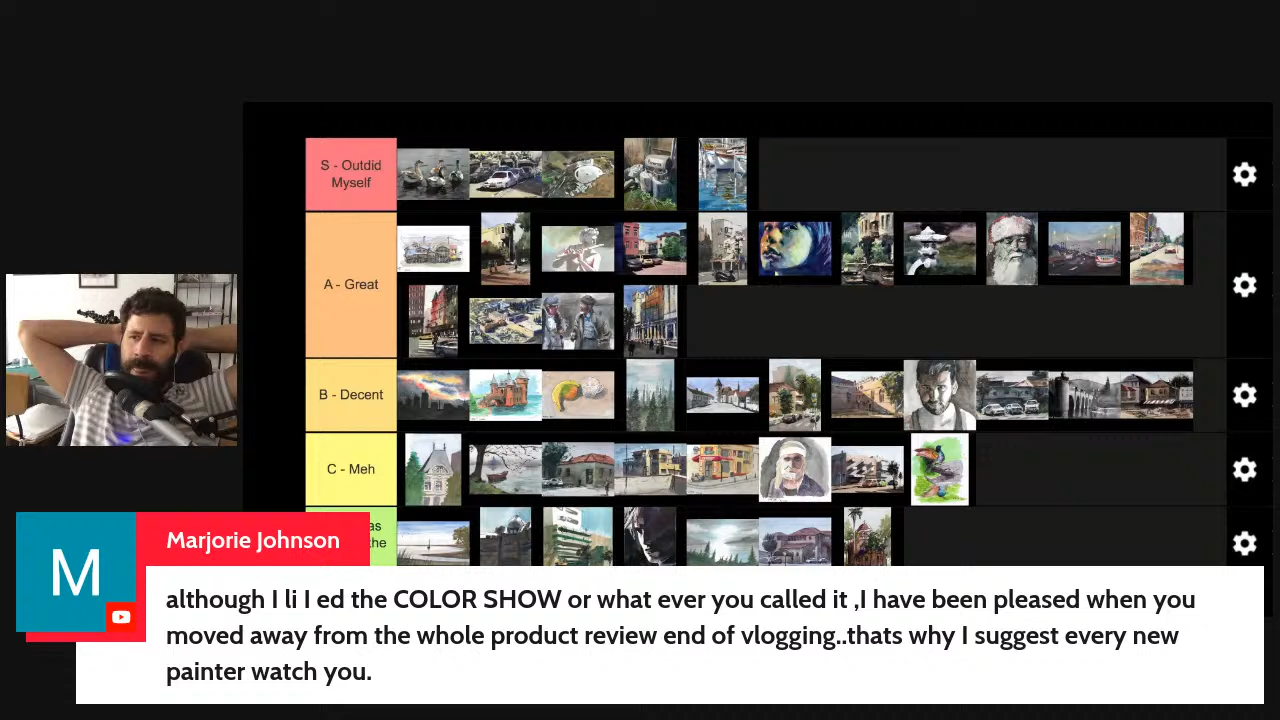 S - Outdid
Myself
A - Great
B - Decent
C - Meh
as
the
M
Marjorie Johnson
although I li I ed the COLOR SHOW or what ever you called it ,I have been pleased when you
moved away from the whole product review end of vlogging..thats why I suggest every new
painter watch you.